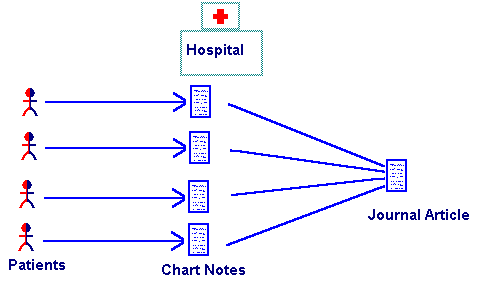 Hospital
Patients
Chart Notes
Journal Article